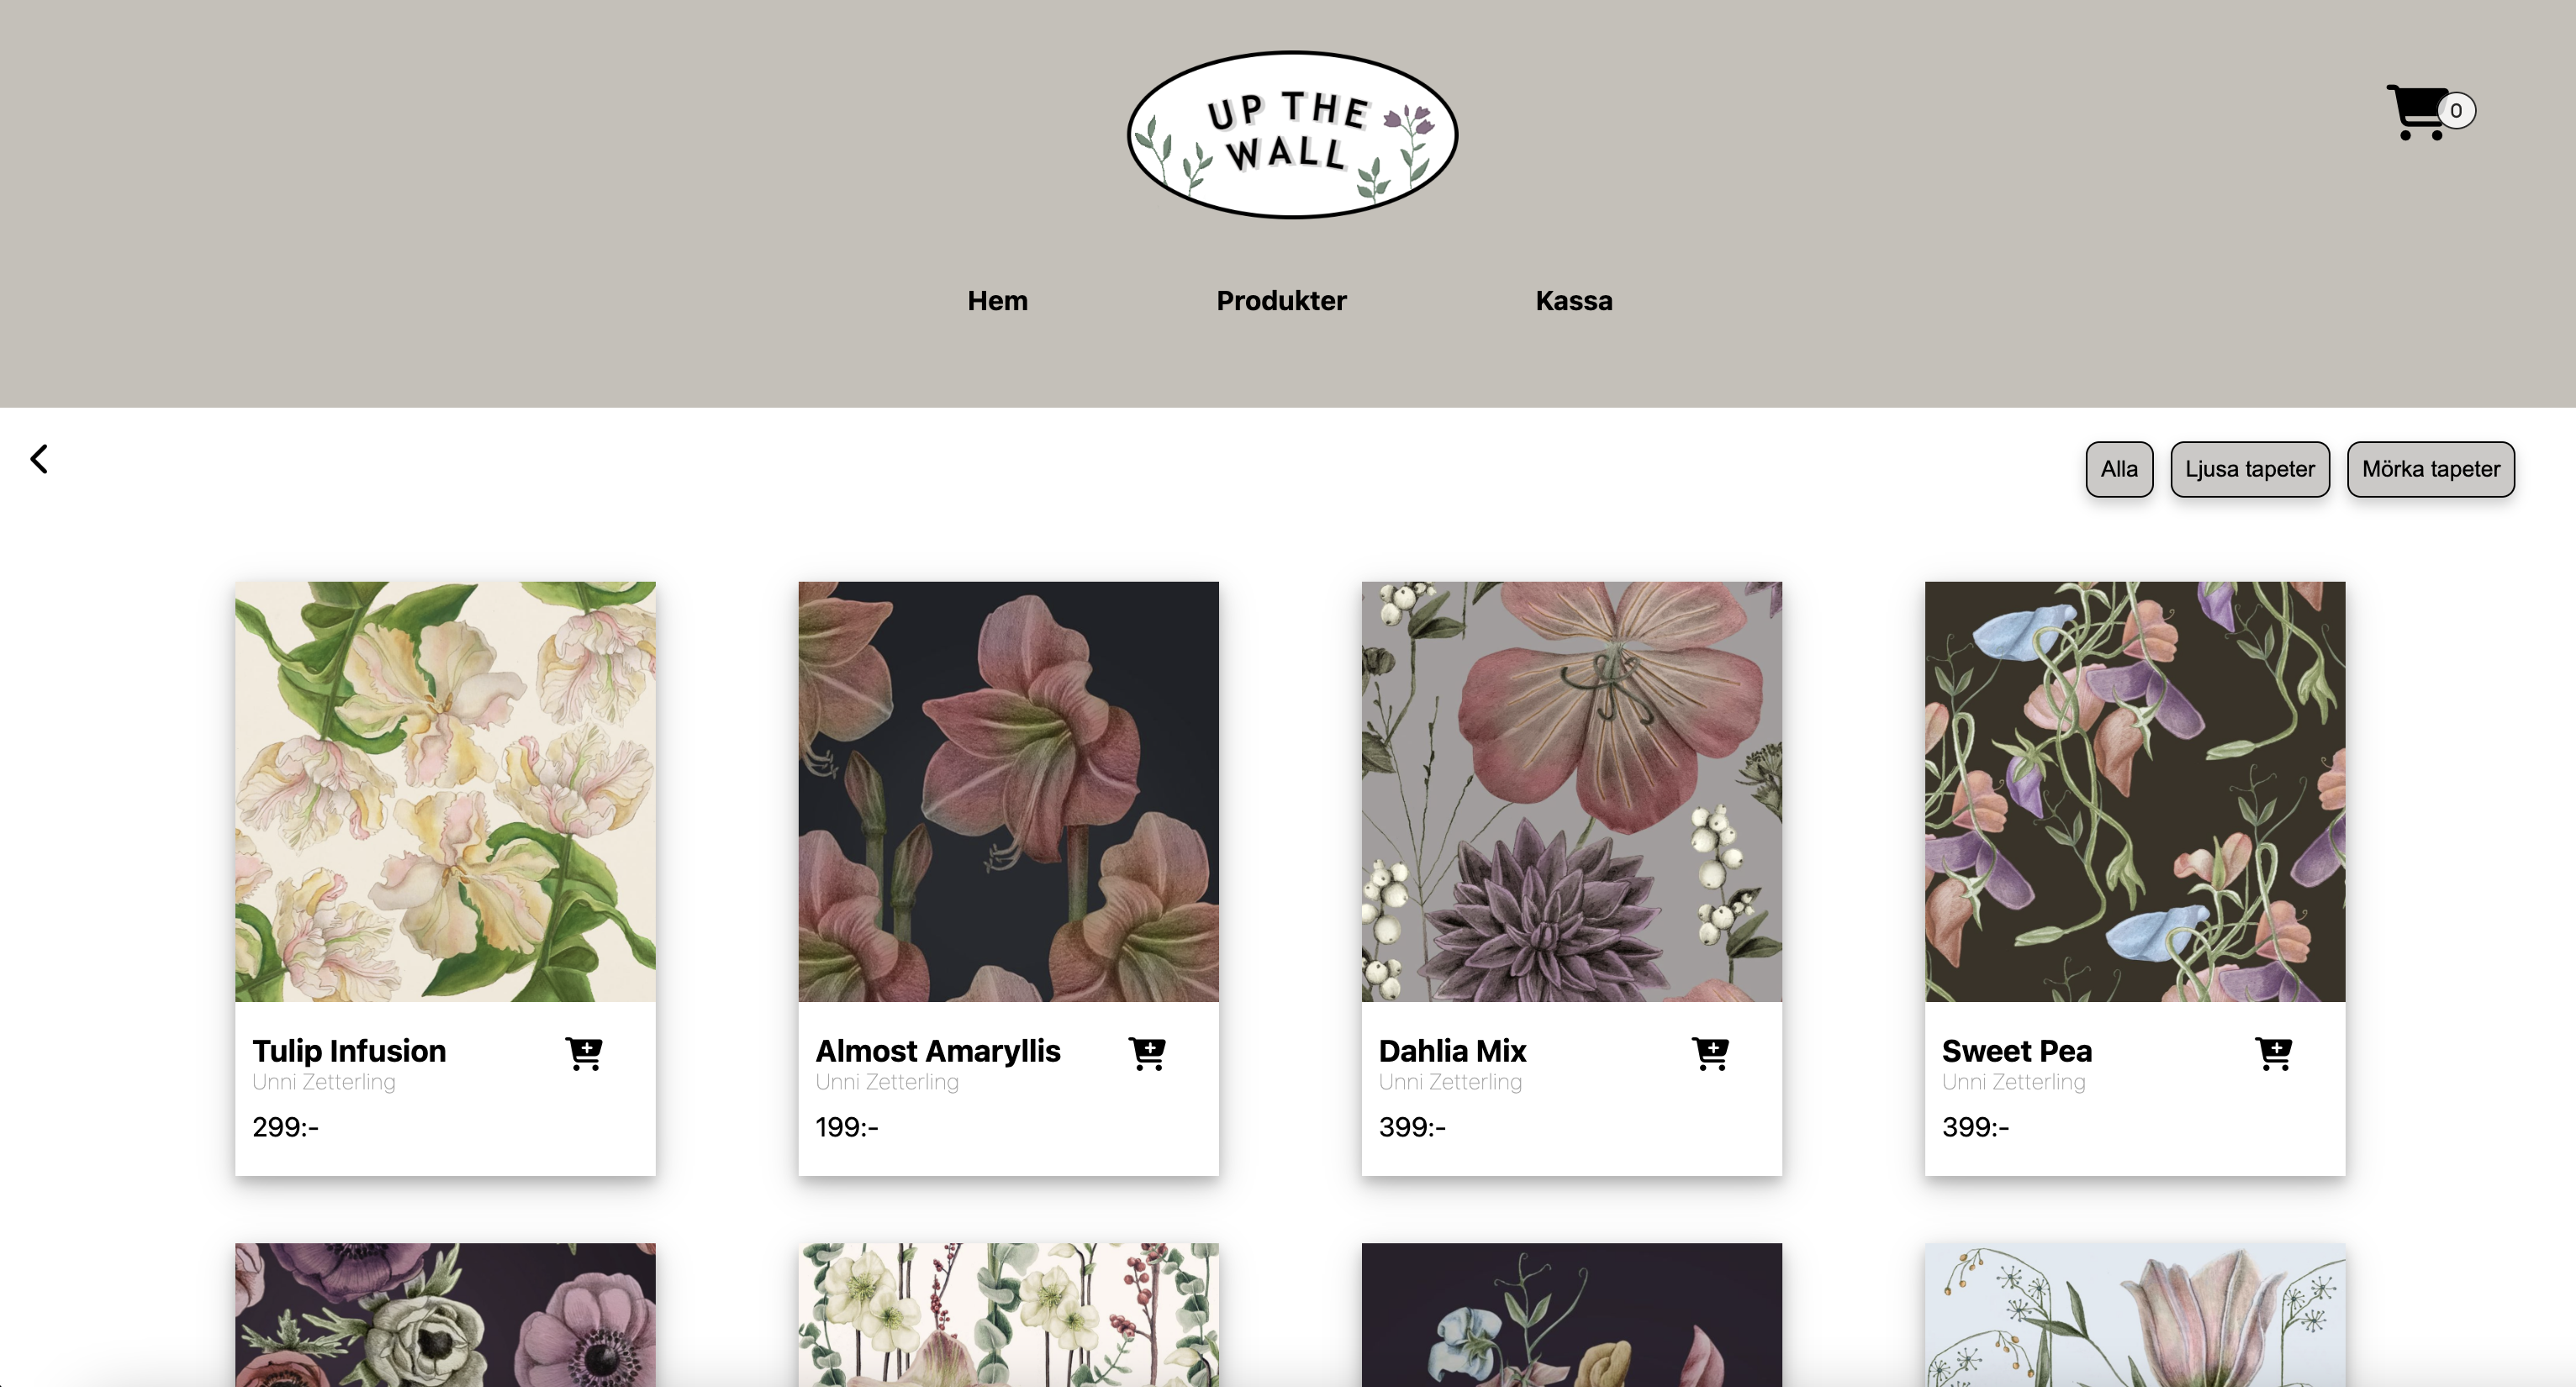 UP THE
WALL
0
Hem Produkter Kassa
Alla Ljusa tapeter Mörka tapeter
Tulip Infusion
Unni Zetterling
299:-
Almost Amaryllis
Unni Zetterling
199:-
Dahlia Mix
Unni Zetterling
399:-
Sweet Pea
Unni Zetterling
399:-